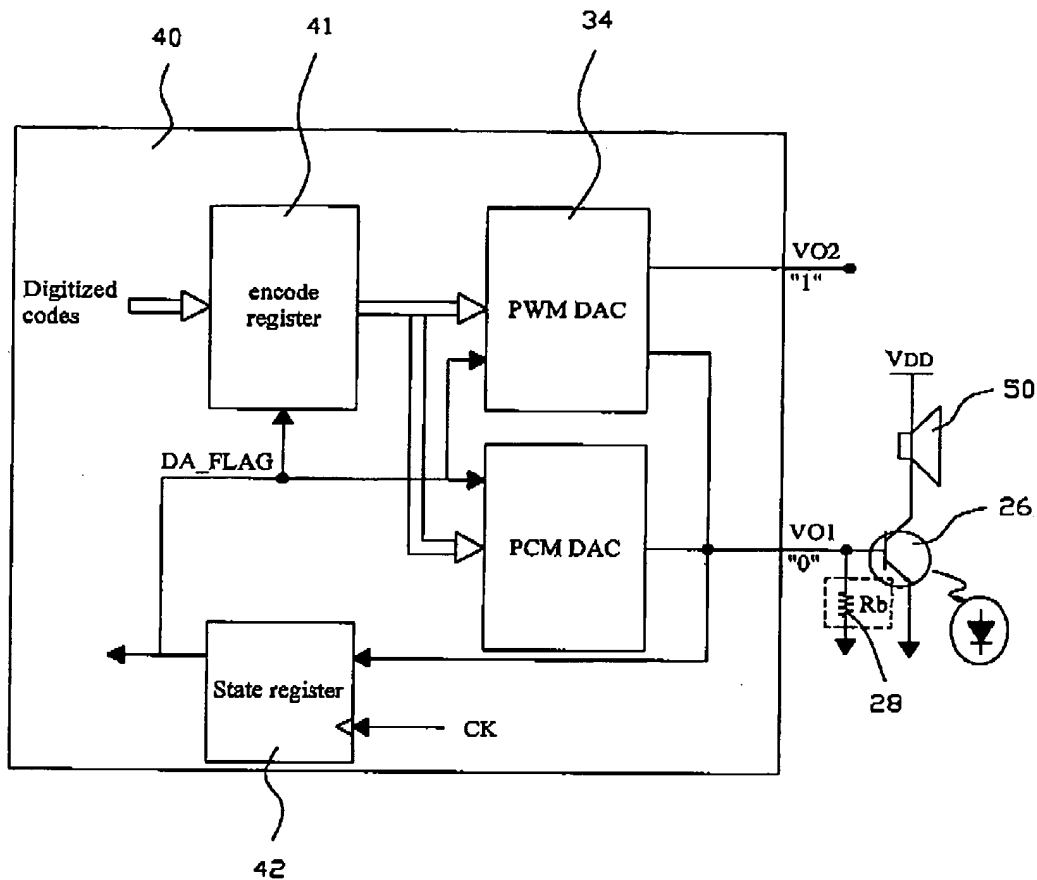 40
41
34
Digitized
codes
encode
register
PWM DAC
VO2
"1"
VDD
50
DA_FLAG
PCM DAC
VO1
"0"
26
Rb
28
State register
CK
42